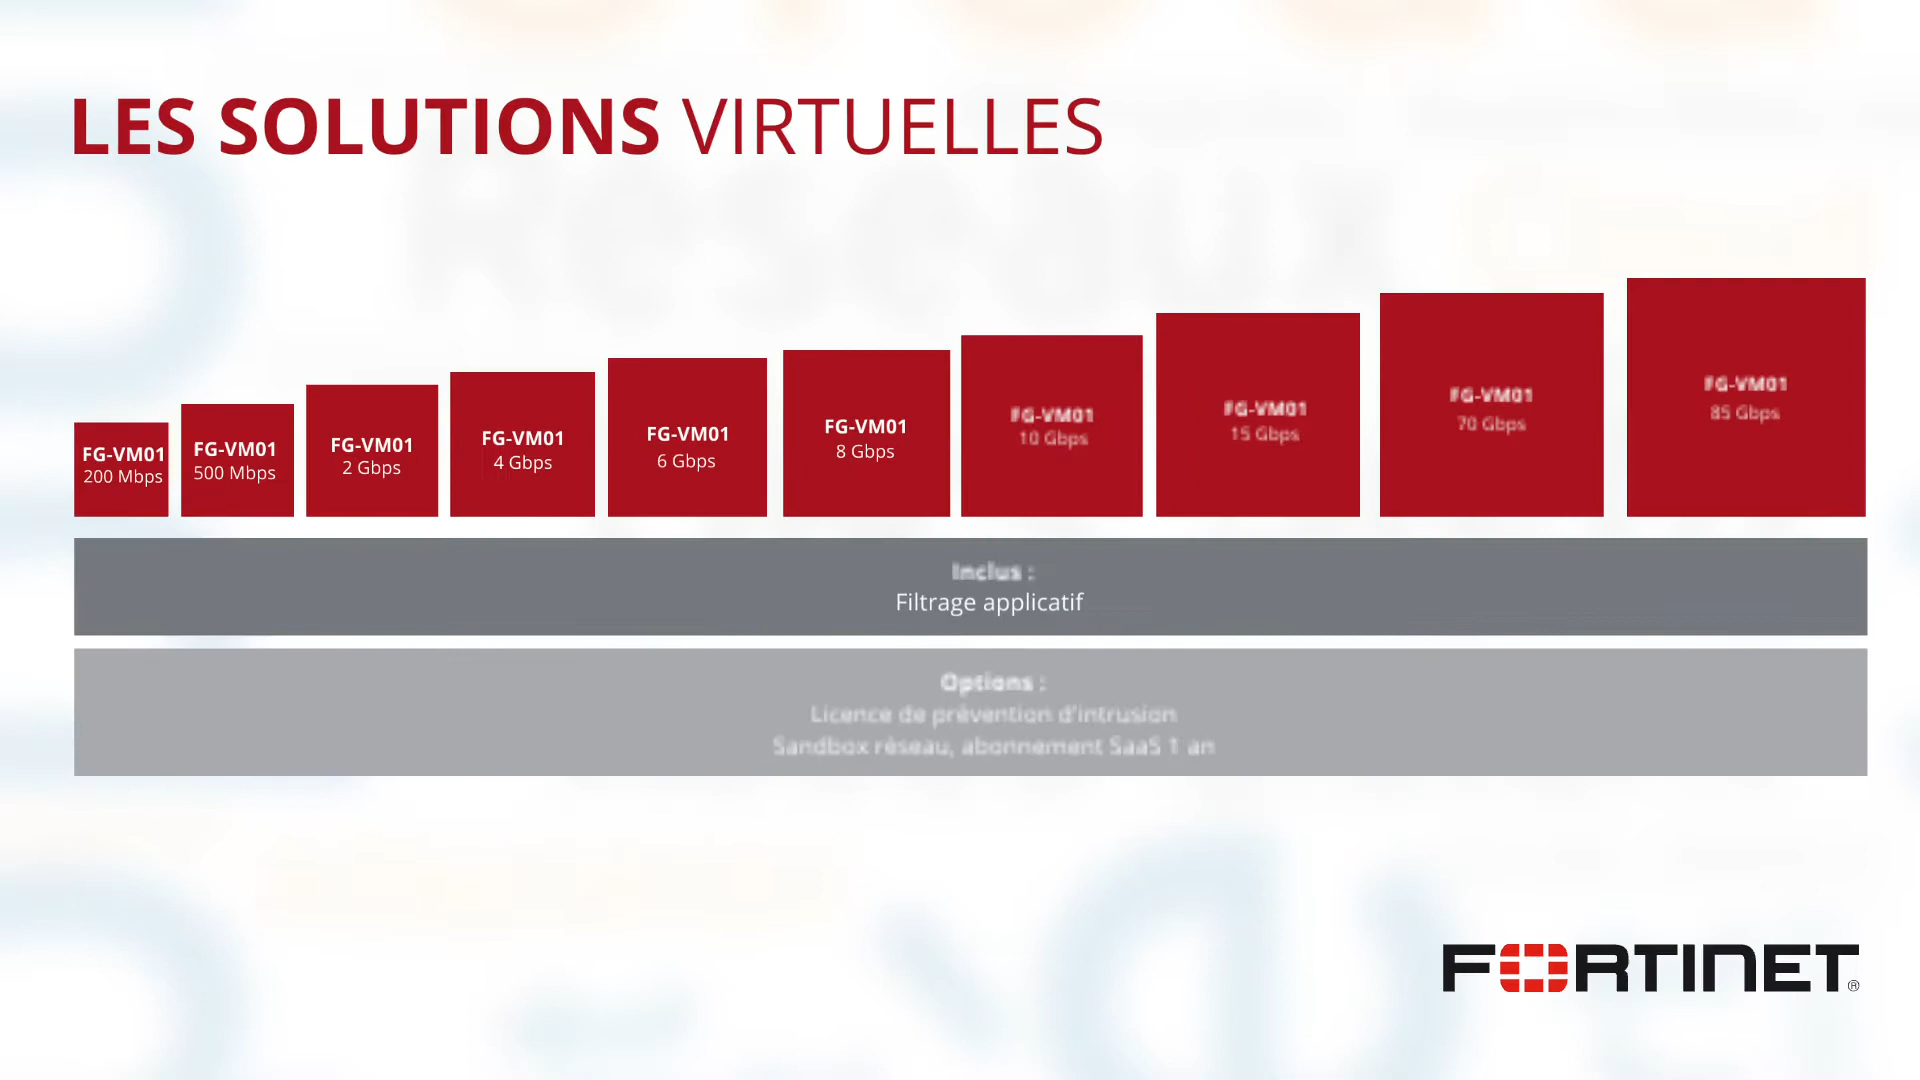 LES SOLUTIONS VIRTUELLES
FG-VM01
200 Mbps
FG-VM01
500 Mbps
FG-VM01
2 Gbps
FG-VM01
4 Gbps
FG-VM01
6 Gbps
FG-VM01
8 Gbps
FG-VM01
10 Gbps
FG-VM01
15 Gbps
FG-VM01
70 Gbps
FG-VM01
85 Gbps
Inclus :
Filtrage applicatif
Options :
Licence de prévention d'intrusion
Sandbox réseau, abonnement SaaS 1 an
FORTINET®